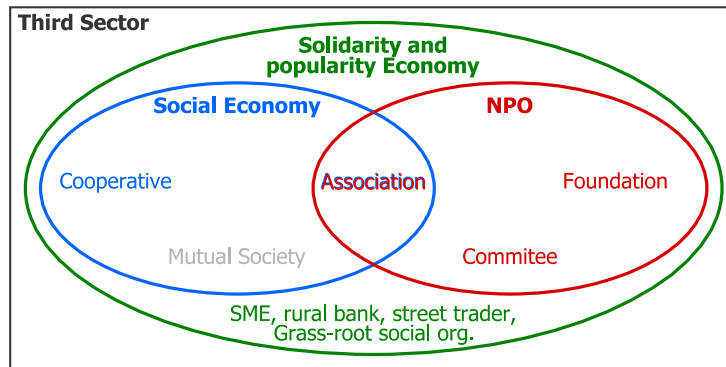 Third Sector
Solidarity and
popularity Economy
Social Economy
NPO
Cooperative
Association
Foundation
Mutual Society
Commitee
SME, rural bank, street trader,
Grass-root social org.